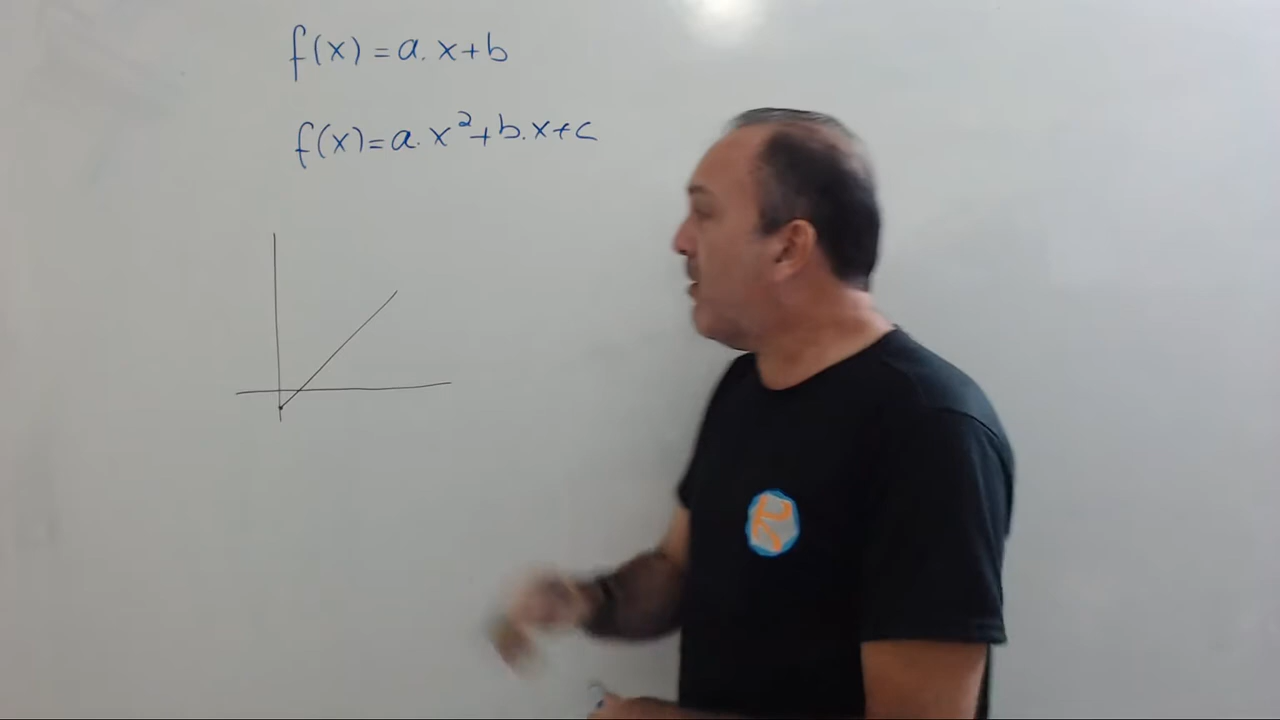 f(x) = a. x+b
f(x)= a. x²+b.x+c